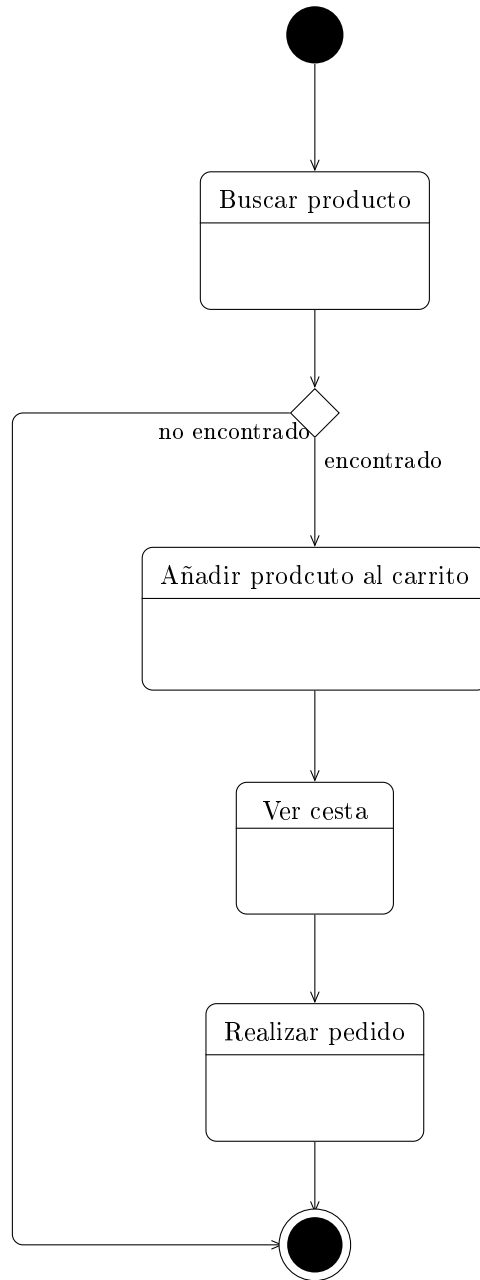 Buscar producto
no encontrado
encontrado
Añadir prodcuto al carrito
Ver cesta
Realizar pedido